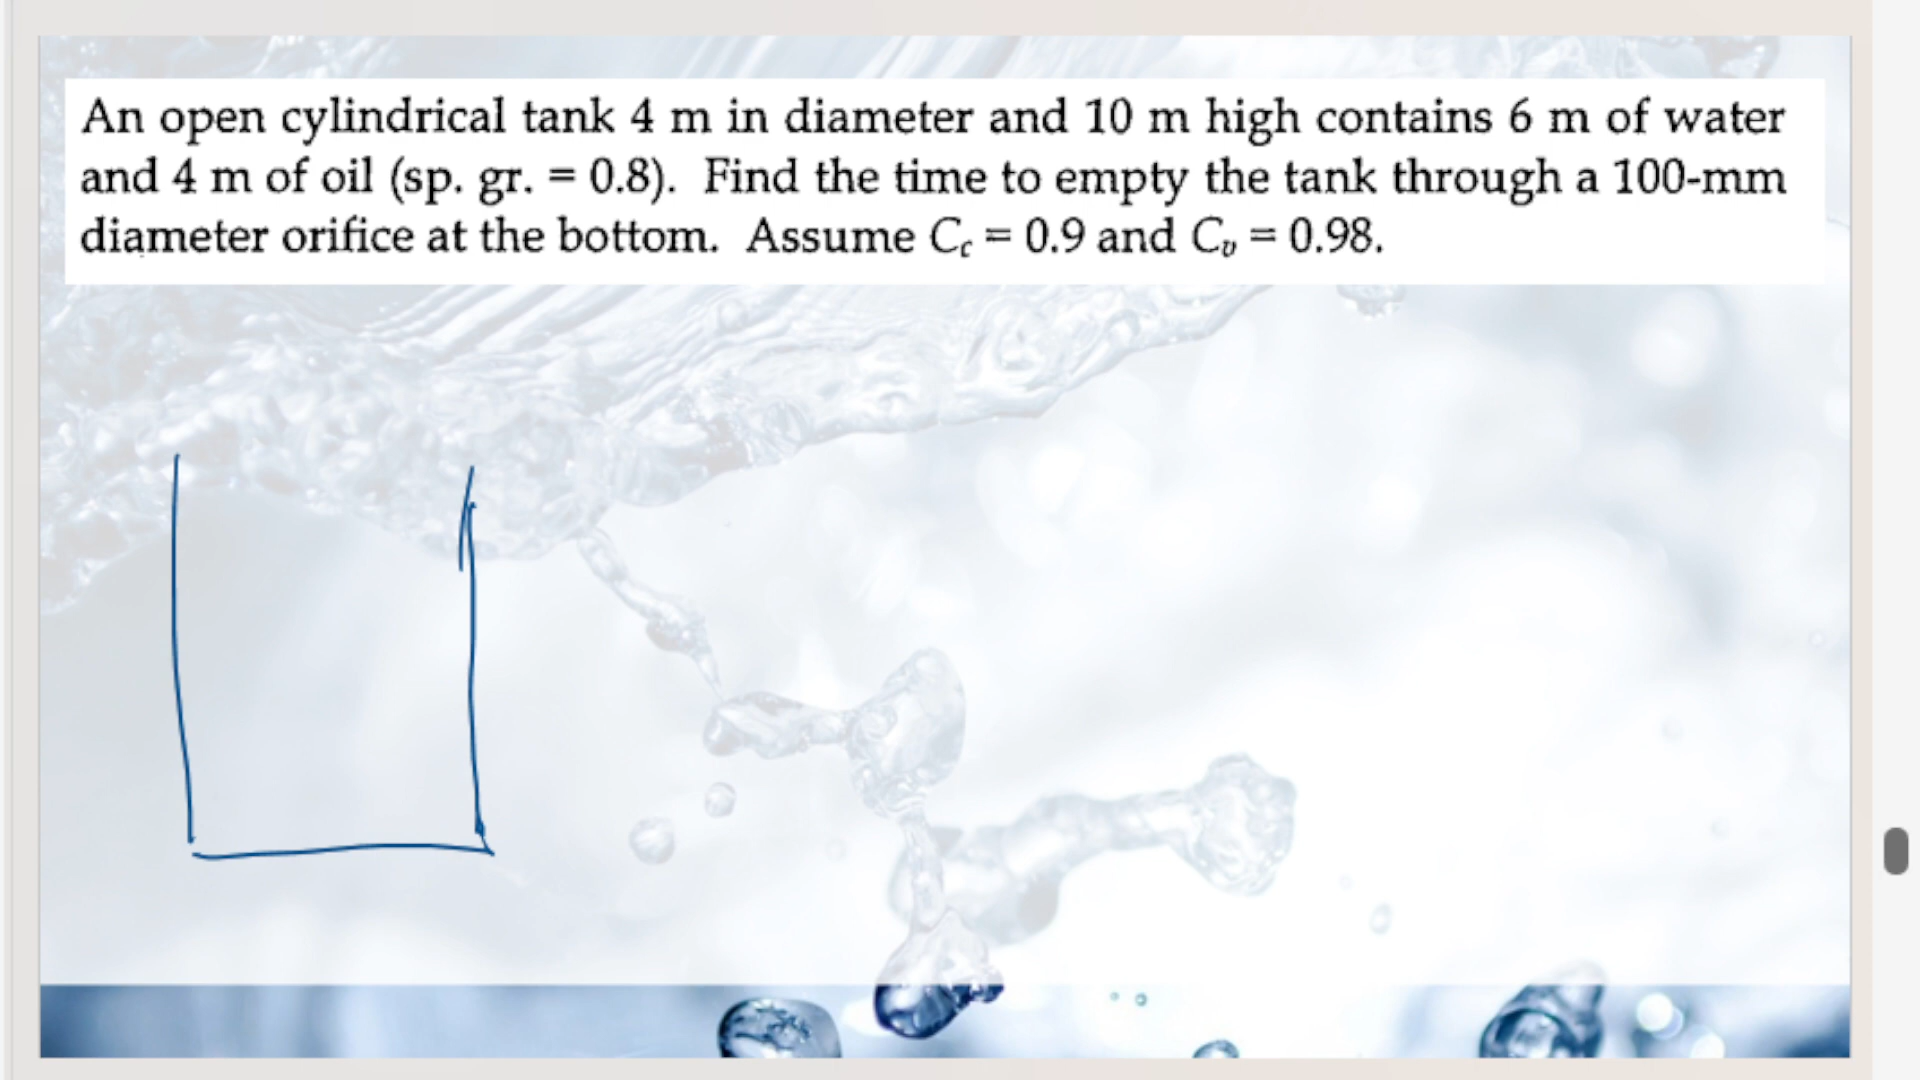 An open cylindrical tank 4 m in diameter and 10 m high contains 6 m of water
and 4 m of oil (sp. gr. = 0.8). Find the time to empty the tank through a 100-mm
diameter orifice at the bottom. Assume C_c = 0.9 and C_v = 0.98.